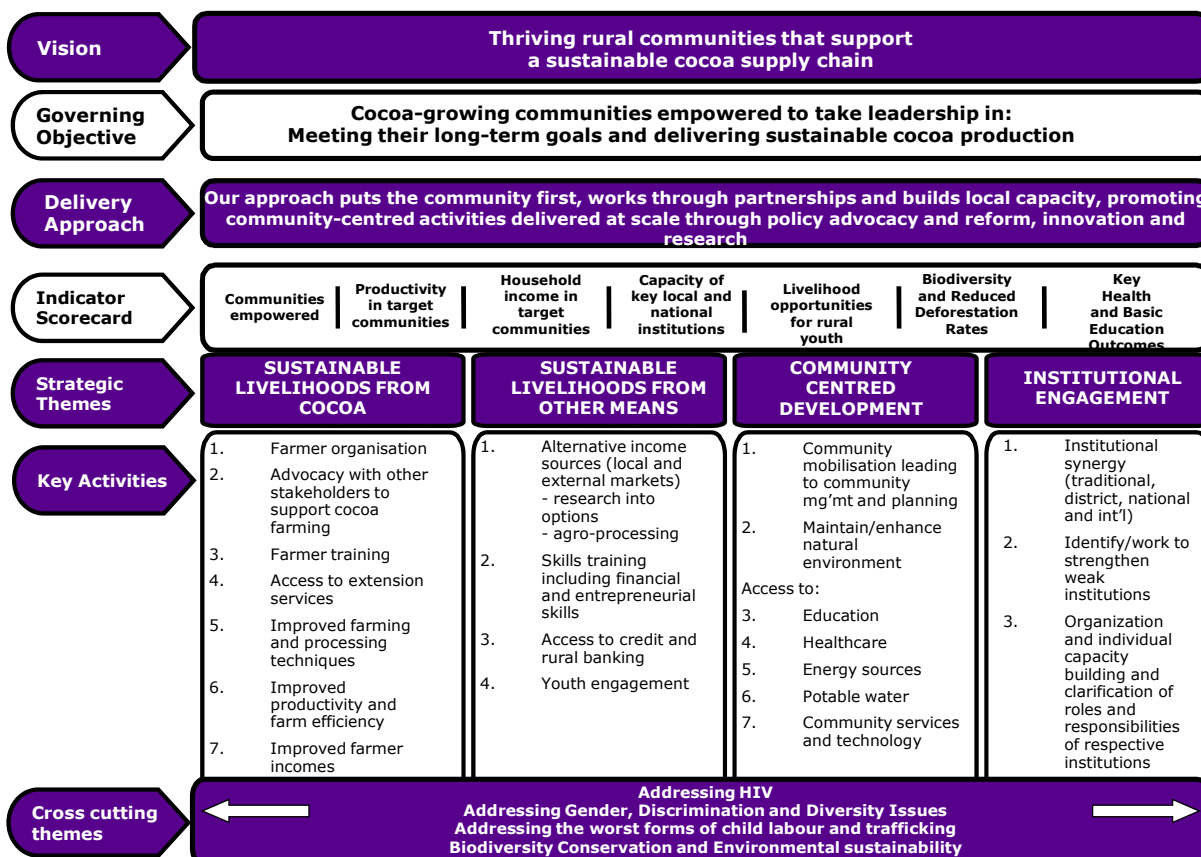 Vision
Thriving rural communities that support
a sustainable cocoa supply chain
Governing
Objective
Cocoa-growing communities empowered to take leadership in:
Meeting their long-term goals and delivering sustainable cocoa production
Delivery
Approach
Our approach puts the community first, works through partnerships and builds local capacity, promoting
community-centred activities delivered at scale through policy advocacy and reform, innovation and
research
Indicator
Scorecard
Communities
empowered
Productivity
in target
communities
Household
income in
target
communities
Capacity of
key local and
national
institutions
Livelihood
opportunities
for rural
youth
Biodiversity
and Reduced
Deforestation
Rates
Key
Health
and Basic
Education
Outcomes
Strategic
Themes
SUSTAINABLE
LIVELIHOODS FROM
COCOA
SUSTAINABLE
LIVELIHOODS FROM
OTHER MEANS
COMMUNITY
CENTRED
DEVELOPMENT
INSTITUTIONAL
ENGAGEMENT
Key Activities
1. Farmer organisation
2. Advocacy with other
stakeholders to
support cocoa
farming
3. Farmer training
4. Access to extension
services
5. Improved farming
and processing
techniques
6. Improved
productivity and
farm efficiency
7. Improved farmer
incomes
1. Alternative income
sources (local and
external markets)
- research into
options
- agro-processing
2. Skills training
including financial
and entrepreneurial
skills
3. Access to credit and
rural banking
4. Youth engagement
1. Community
mobilisation leading
to community
mg'mt and planning
2. Maintain/enhance
natural
environment
Access to:
3. Education
4. Healthcare
5. Energy sources
6. Potable water
7. Community services
and technology
1. Institutional
synergy
(traditional,
district, national
and int'l)
2. Identify/work to
strengthen
weak
institutions
3. Organization
and individual
capacity
building and
clarification of
roles and
responsibilities
of respective
institutions
Cross cutting
themes
Addressing HIV
Addressing Gender, Discrimination and Diversity Issues
Addressing the worst forms of child labour and trafficking
Biodiversity Conservation and Environmental sustainability